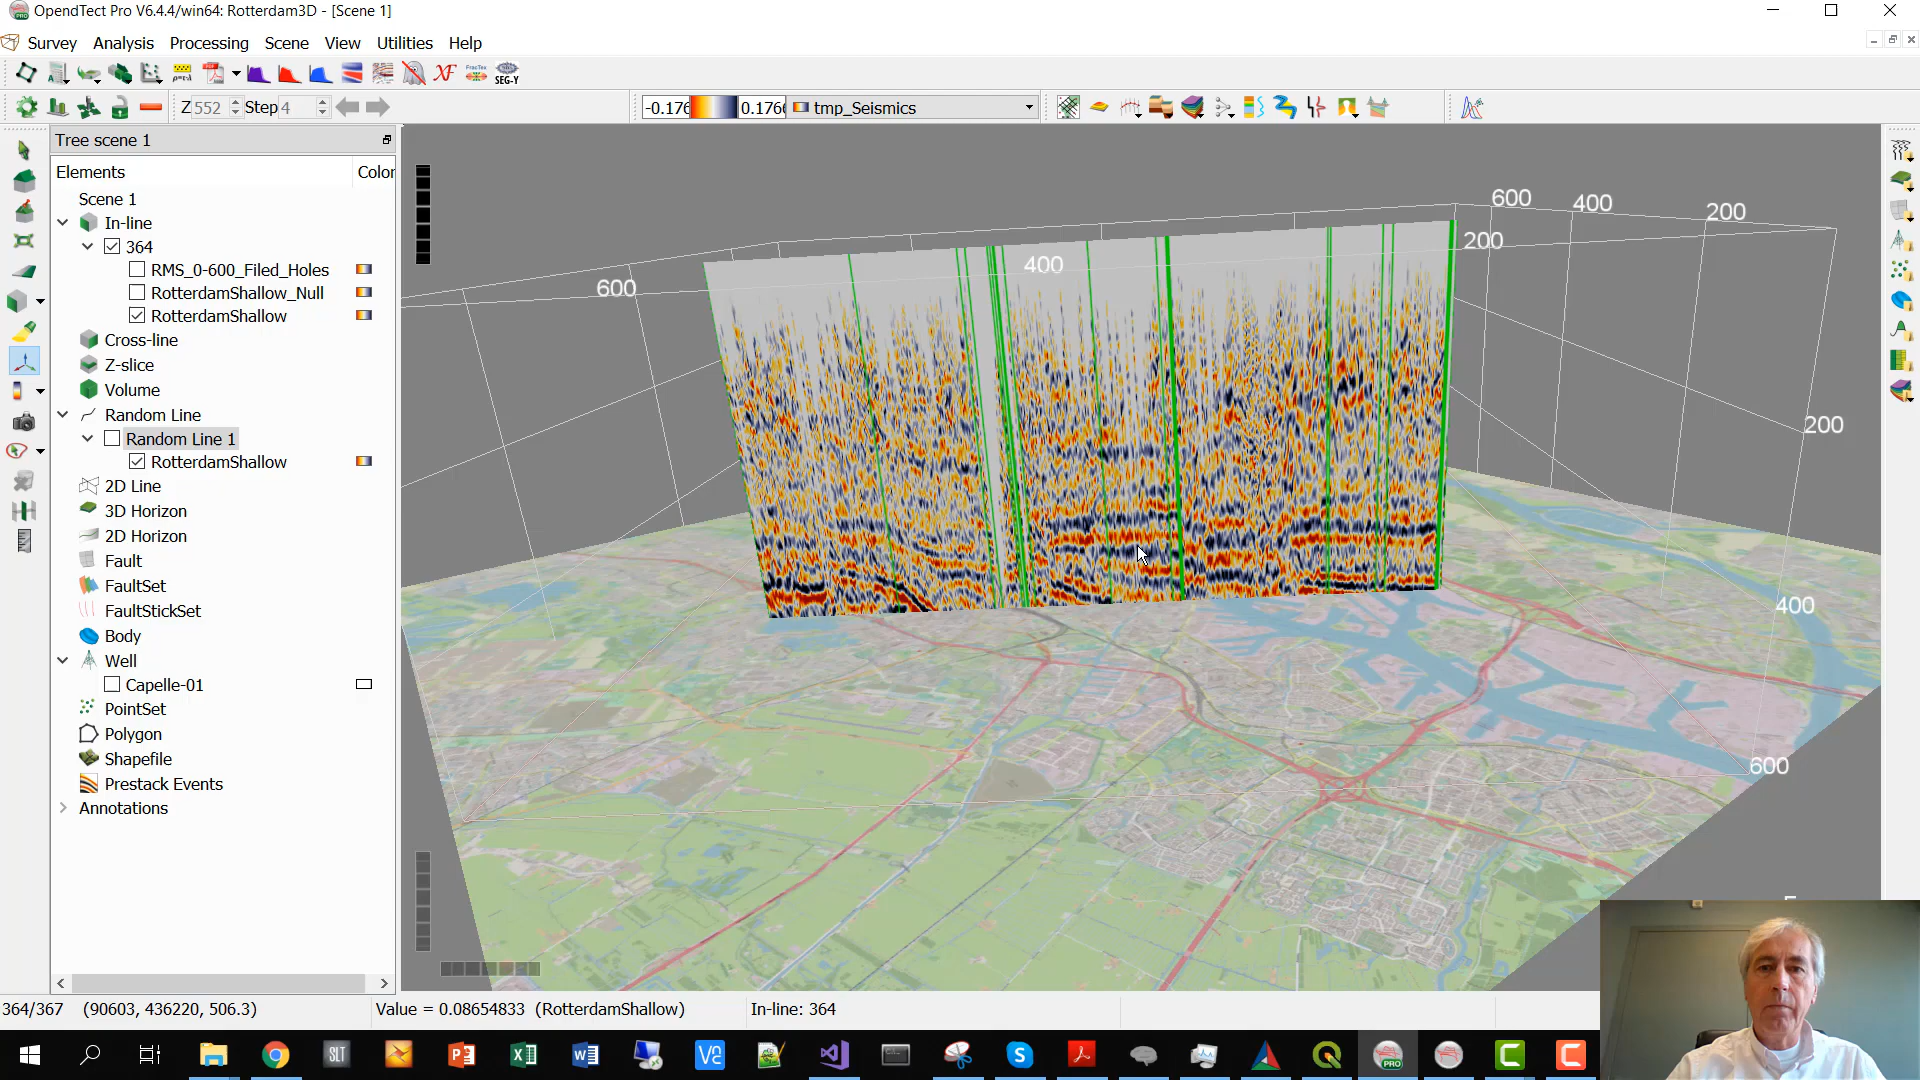 OpendTect Pro V6.4.4/win64: Rotterdam3D - [Scene 1]
Survey Analysis Processing Scene View Utilities Help
SEG-Y
Z 552 Step 4
-0.176 0.176 tmp_Seismics
Tree scene 1
Elements Color
Scene 1
In-line
364
RMS_0-600_Filed_Holes
RotterdamShallow_Null
RotterdamShallow
Cross-line
Z-slice
Volume
Random Line
Random Line 1
RotterdamShallow
2D Line
3D Horizon
2D Horizon
Fault
FaultSet
FaultStickSet
Body
Well
Capelle-01
PointSet
Polygon
Shapefile
Prestack Events
Annotations
600
400
200
600
400
200
200
400
600
364/367 (90603, 436220, 506.3) Value = 0.08654833 (RotterdamShallow) In-line: 364
SLT
PRO